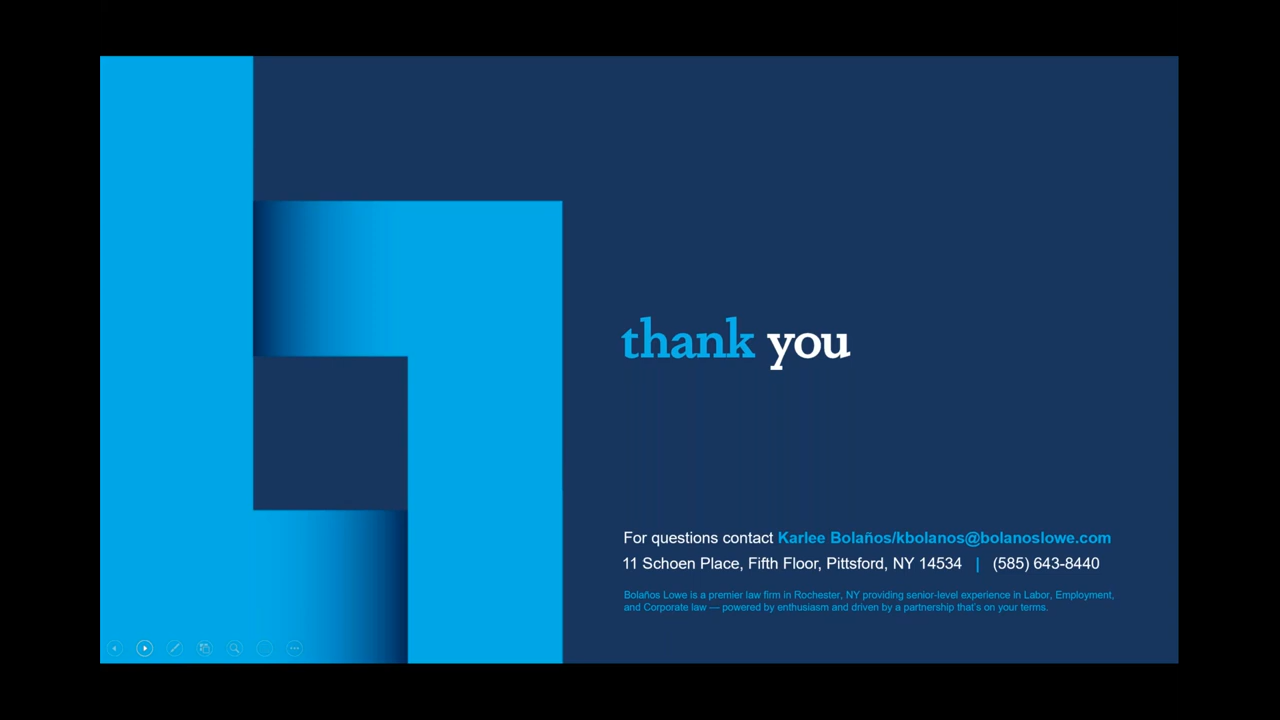 thank you
For questions contact Karlee Bolaños/kbolanos@bolanoslowe.com
11 Schoen Place, Fifth Floor, Pittsford, NY 14534 | (585) 643-8440
Bolaños Lowe is a premier law firm in Rochester, NY providing senior-level experience in Labor, Employment,
and Corporate law — powered by enthusiasm and driven by a partnership that's on your terms.